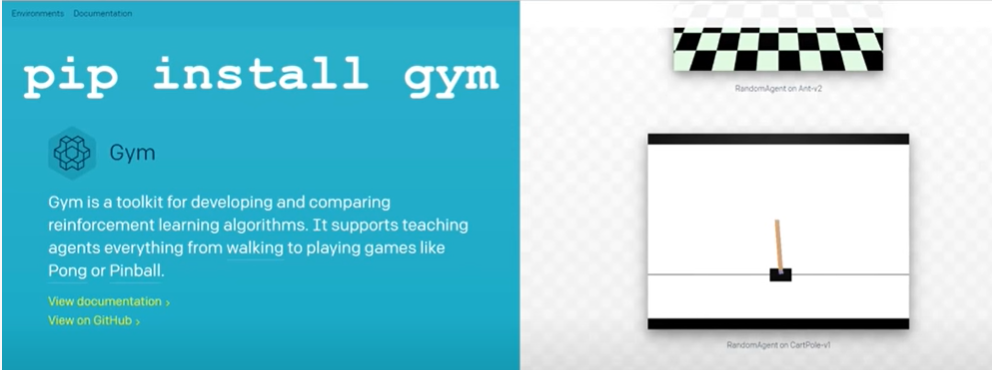 Environments Documentation
pip install gym
Gym
Gym is a toolkit for developing and comparing
reinforcement learning algorithms. It supports teaching
agents everything from walking to playing games like
Pong or Pinball.
View documentation ›
View on GitHub ›
RandomAgent on Ant-v2
RandomAgent on CartPole-v1